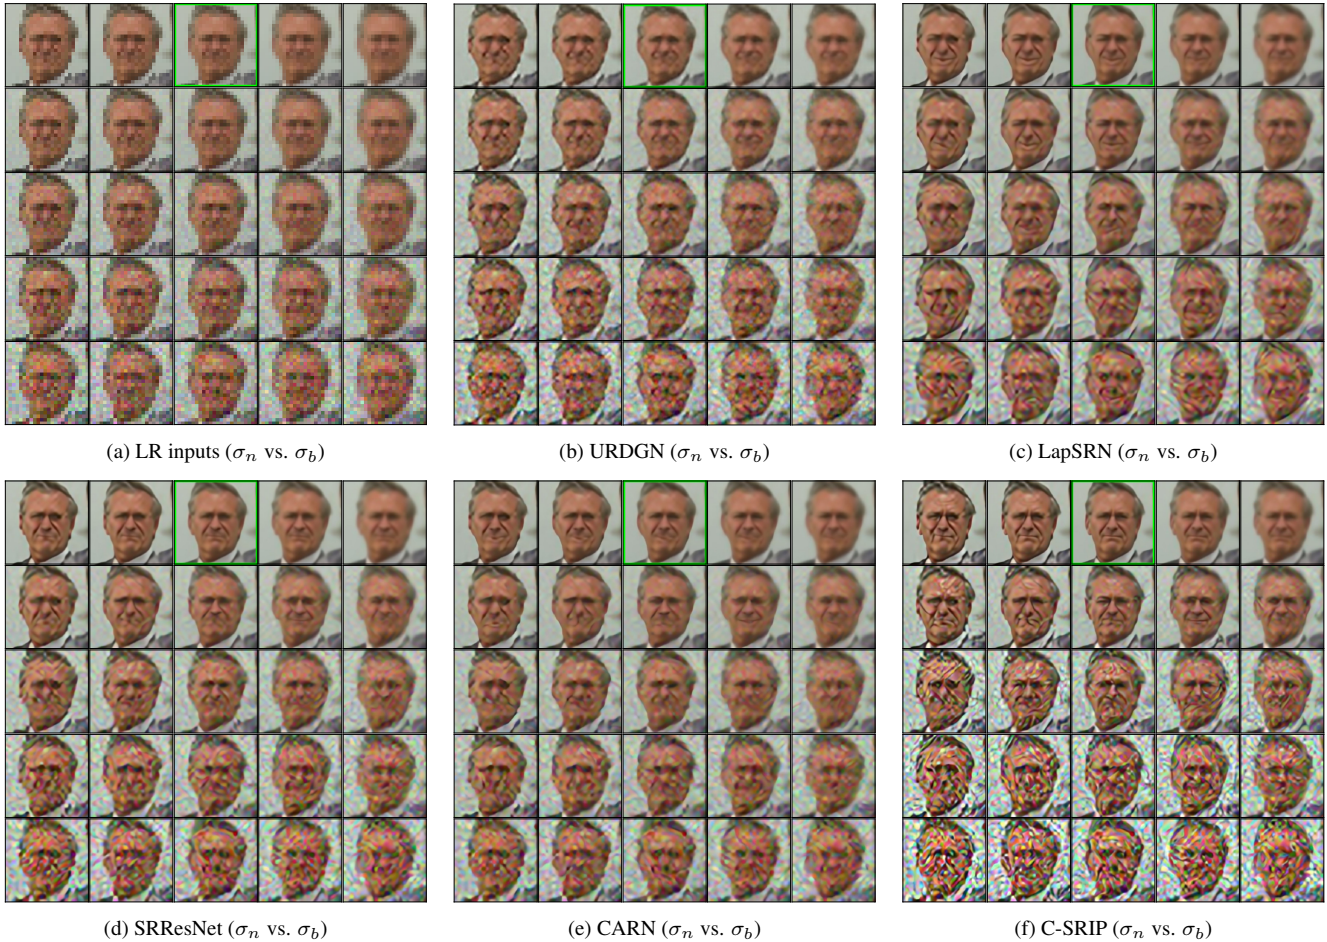 (a) LR inputs (σn vs. σb)
(b) URDGN (σn vs. σb)
(c) LapSRN (σn vs. σb)
(d) SRResNet (σn vs. σb)
(e) CARN (σn vs. σb)
(f) C-SRIP (σn vs. σb)